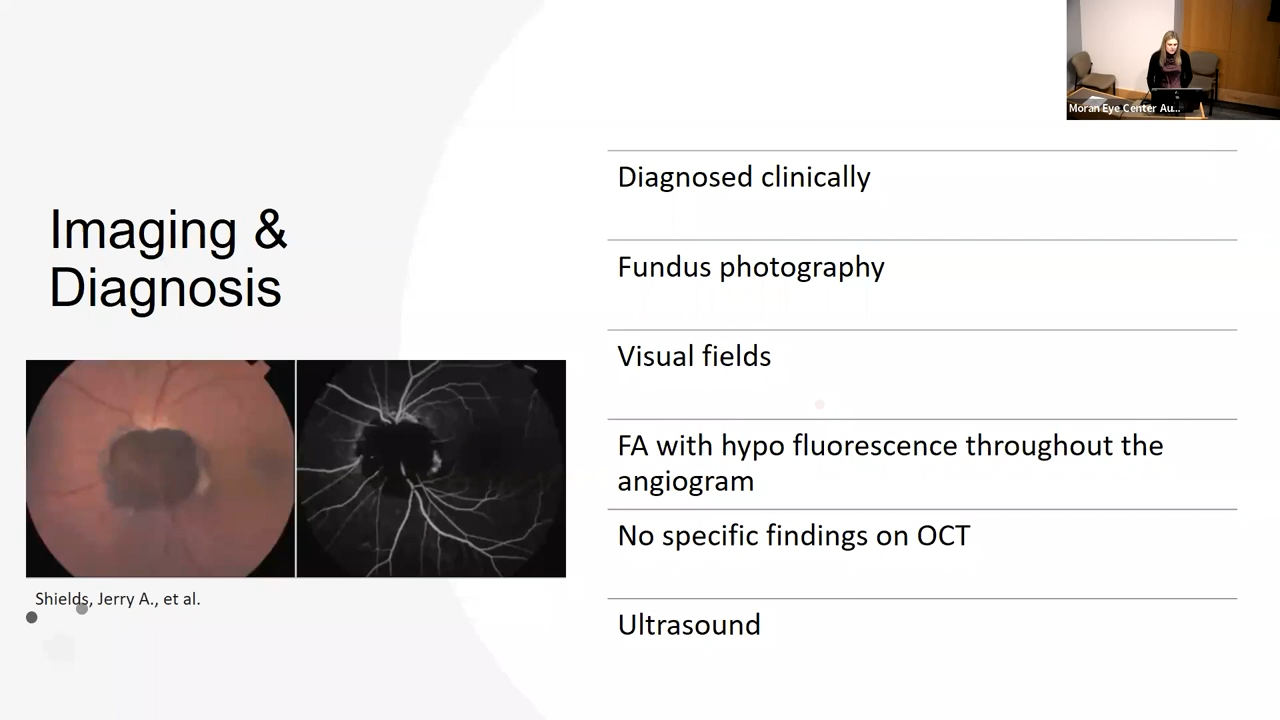 Moran Eye Center Au...
Imaging &
Diagnosis
Shields, Jerry A., et al.
Diagnosed clinically
Fundus photography
Visual fields
FA with hypo fluorescence throughout the
angiogram
No specific findings on OCT
Ultrasound